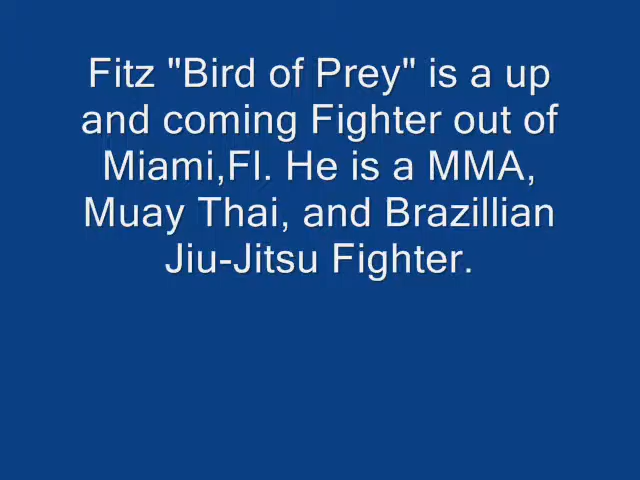 Fitz "Bird of Prey" is a up
and coming Fighter out of
Miami,Fl. He is a MMA,
Muay Thai, and Brazillian
Jiu-Jitsu Fighter.